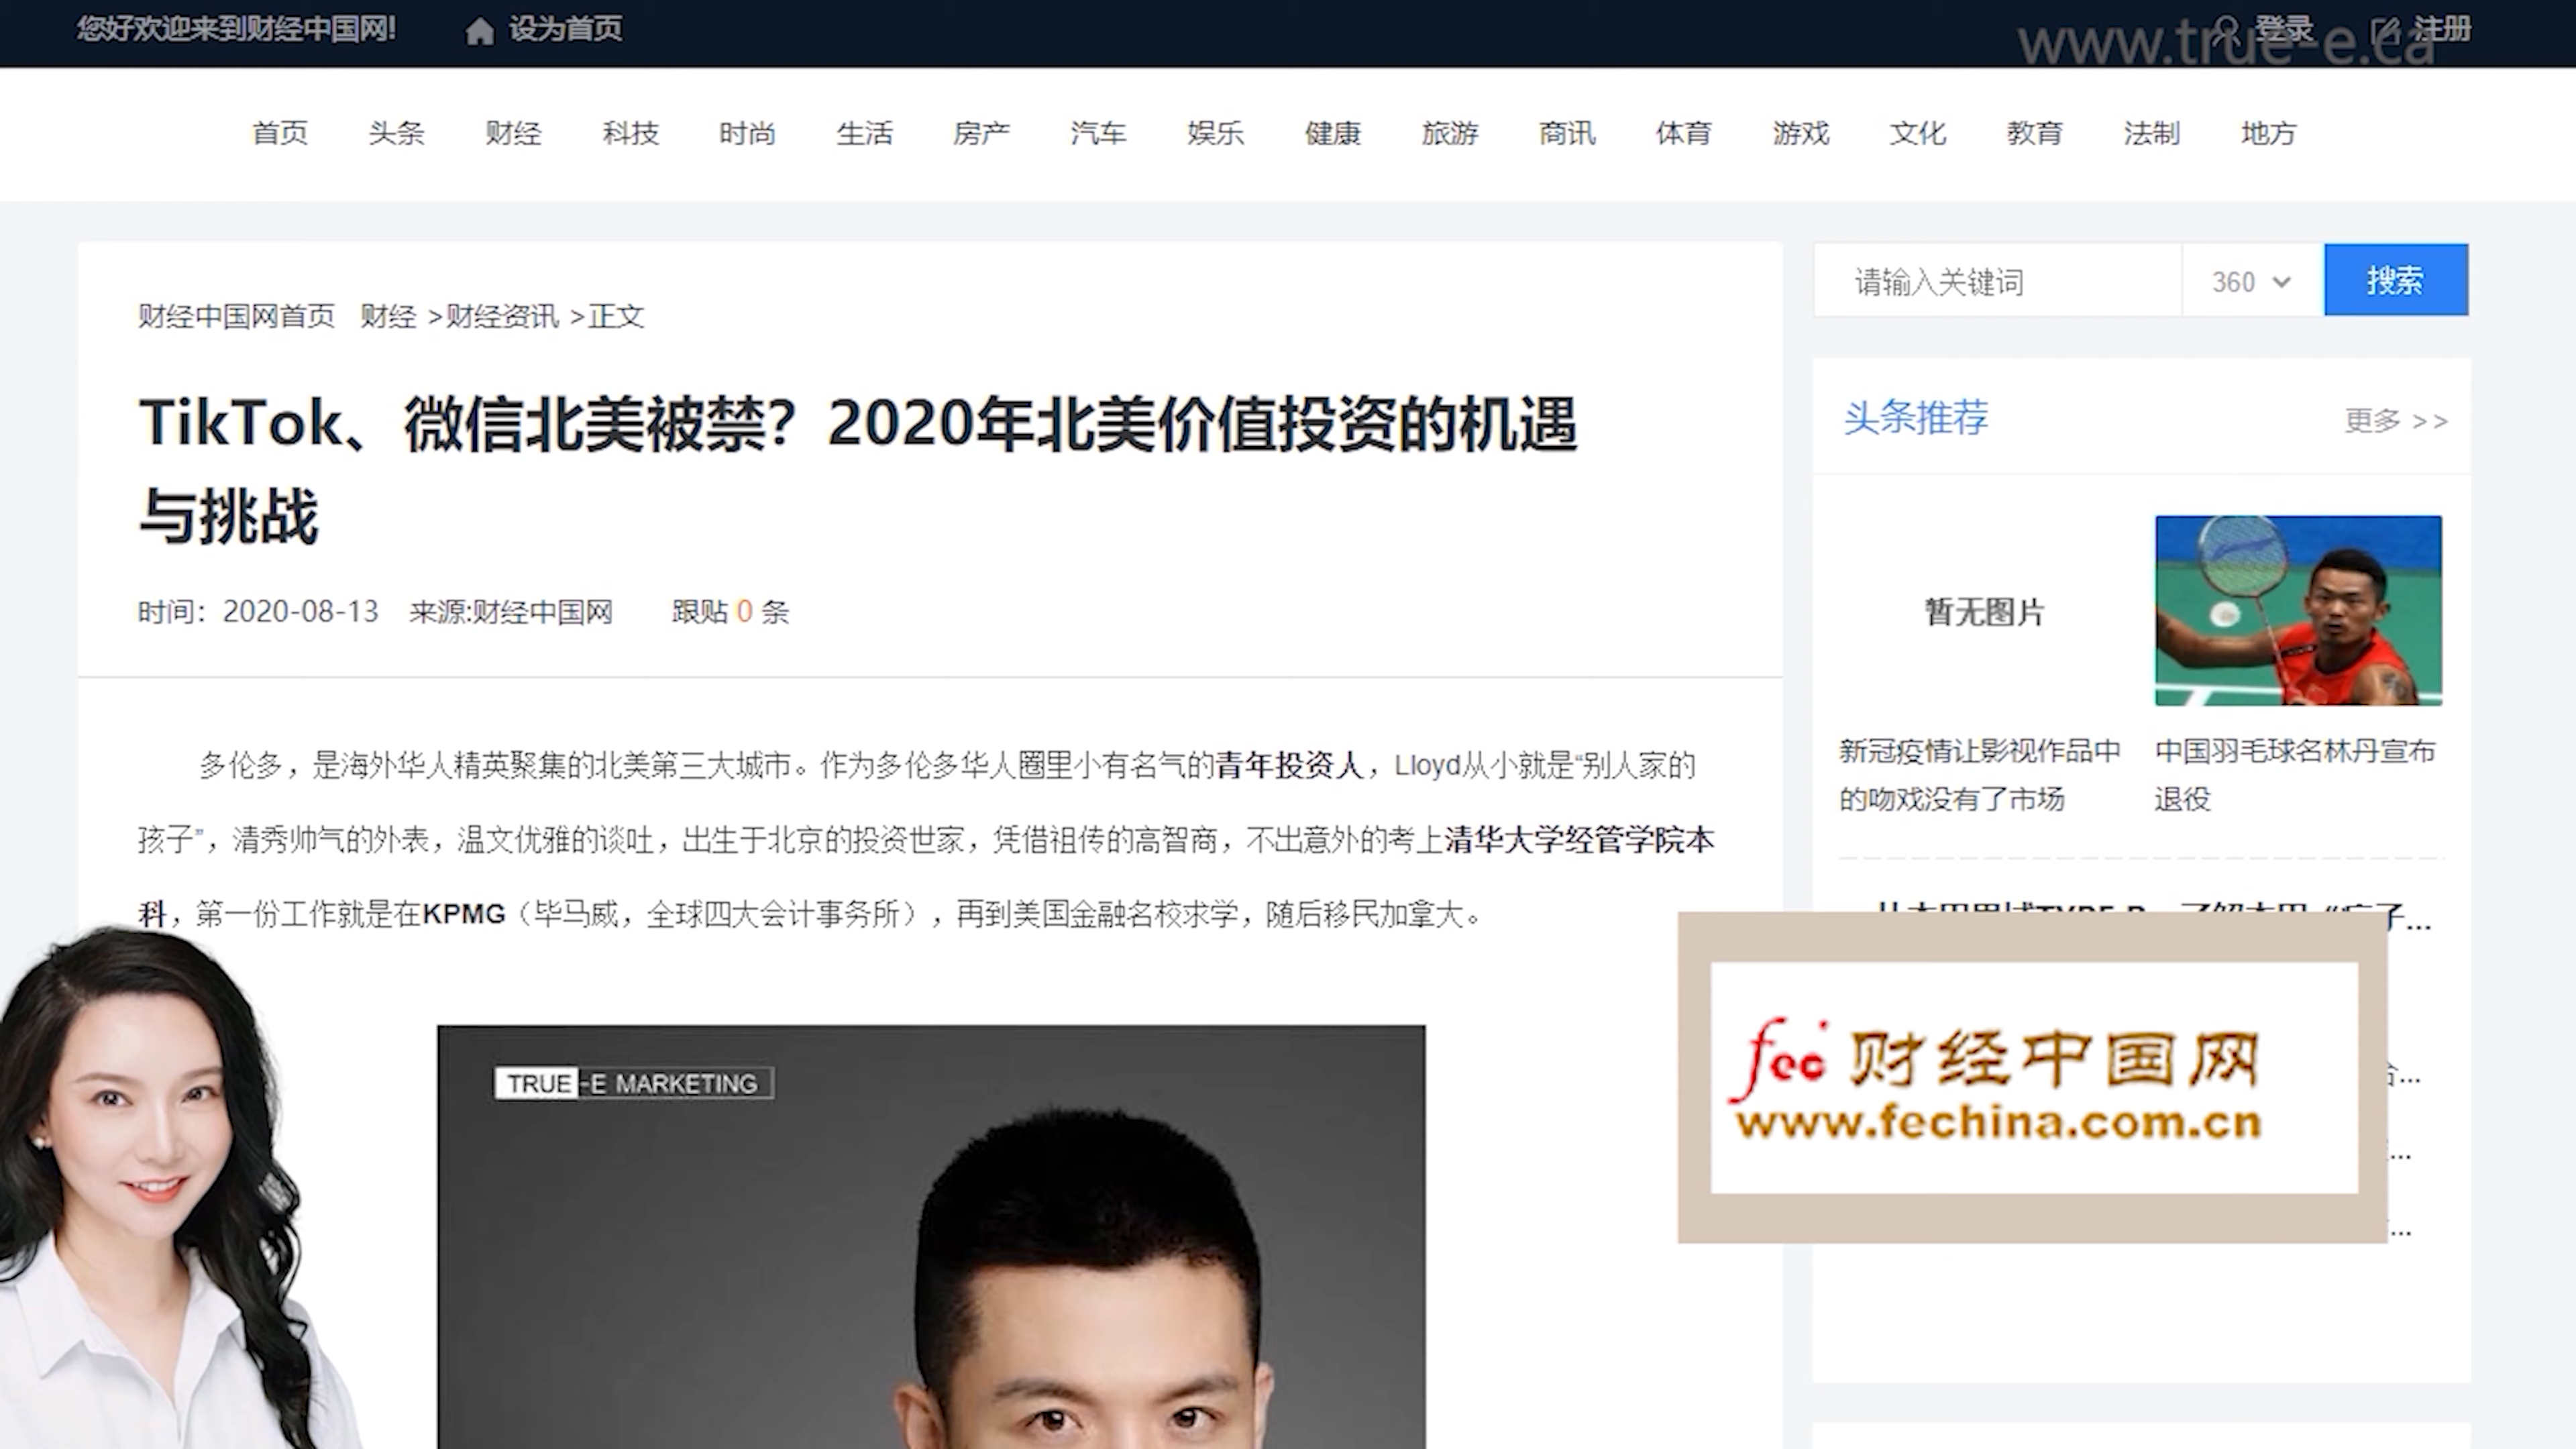 您好欢迎来到财经中国网!
设为首页
登录
注册
www.true-e.ca
首页 头条 财经 科技 时尚 生活 房产 汽车 娱乐 健康 旅游 商讯 体育 游戏 文化 教育 法制 地方
请输入关键词
360
搜索
财经中国网首页 财经 >财经资讯 >正文
TikTok、微信北美被禁？2020年北美价值投资的机遇
与挑战
时间：2020-08-13 来源:财经中国网 跟贴 0 条
多伦多，是海外华人精英聚集的北美第三大城市。作为多伦多华人圈里小有名气的青年投资人，Lloyd从小就是“别人家的
孩子”，清秀帅气的外表，温文优雅的谈吐，出生于北京的投资世家，凭借祖传的高智商，不出意外的考上清华大学经管学院本
科，第一份工作就是在KPMG（毕马威，全球四大会计事务所），再到美国金融名校求学，随后移民加拿大。
TRUE-E MARKETING
头条推荐
更多 >>
暂无图片
新冠疫情让影视作品中
的吻戏没有了市场
中国羽毛球名林丹宣布
退役
fec 财经中国网
www.fechina.com.cn